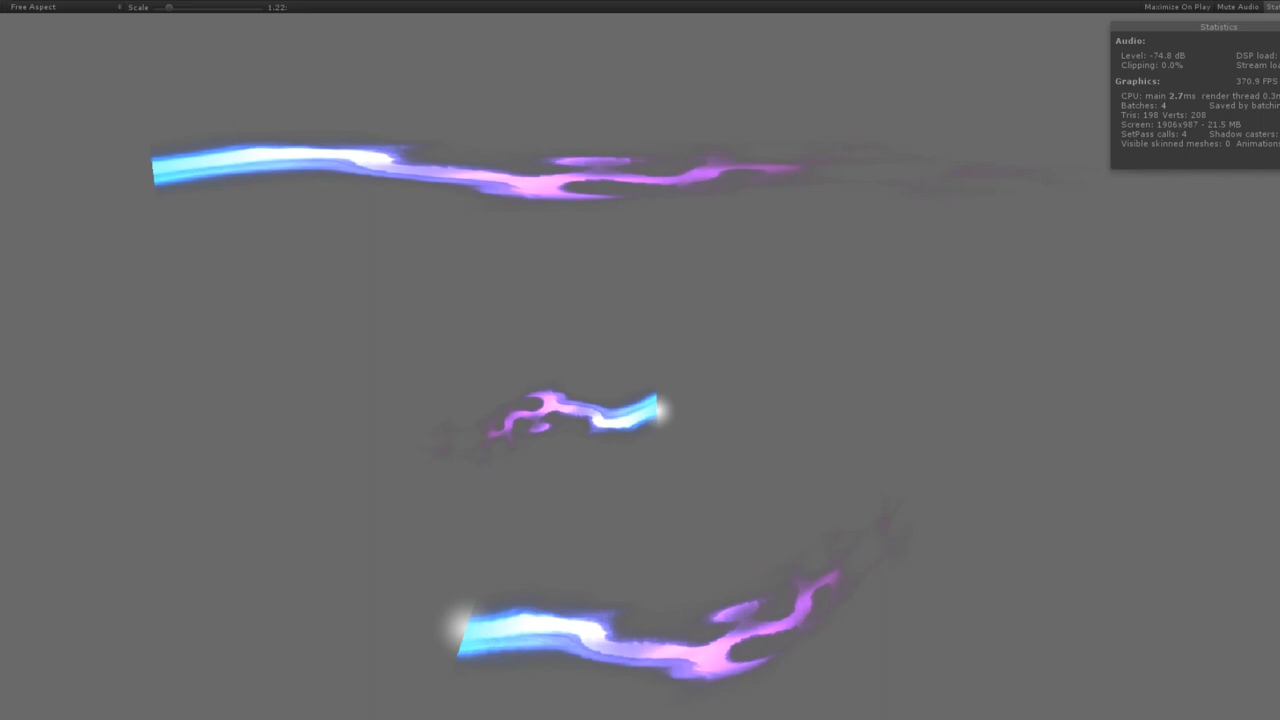 Free Aspect Scale 1.22: Maximize On Play Mute Audio
Statistics
Audio:
Level: -74.8 dB DSP load:
Clipping: 0.0% Stream
Graphics: 370.9 FPS
CPU: main 2.7ms render thread 0.3
Batches: 4 Saved by
Tris: 198 Verts: 208
Screen: 1906x987 - 21.5 MB
SetPass calls: 4 Shadow casters:
Visible skinned meshes: 0 Animations